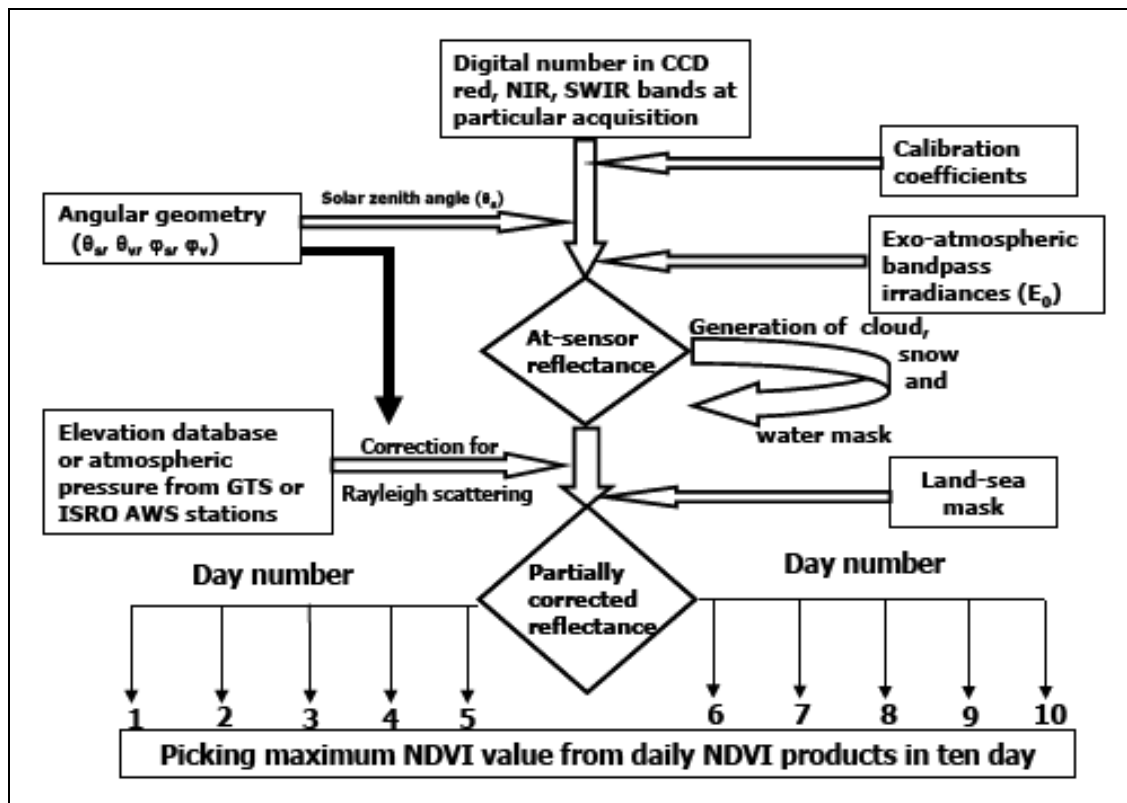 Digital number in CCD
red, NIR, SWIR bands at
particular acquisition
Calibration
coefficients
Solar zenith angle (θs)
Angular geometry
(θs, θv, φs, φv)
Exo-atmospheric
bandpass
irradiances (E0)
At-sensor
reflectance
Generation of cloud,
snow
and
water mask
Elevation database
or atmospheric
pressure from GTS or
ISRO AWS stations
Correction for
Rayleigh scattering
Land-sea
mask
Day number
Day number
Partially
corrected
reflectance
1 2 3 4 5 6 7 8 9 10
Picking maximum NDVI value from daily NDVI products in ten day